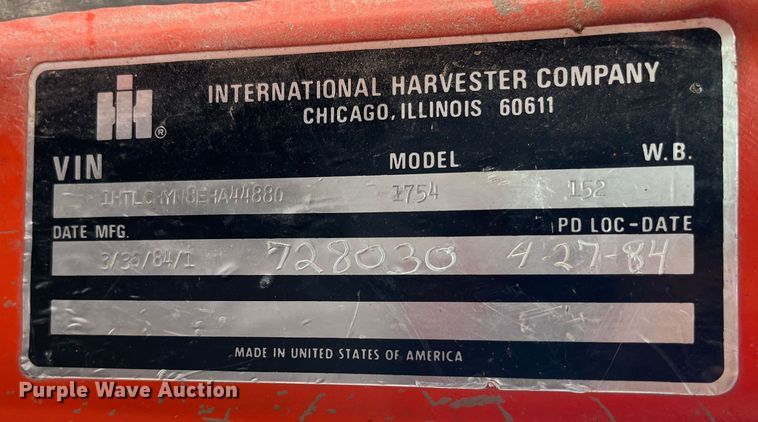 IH ®
INTERNATIONAL HARVESTER COMPANY
CHICAGO, ILLINOIS 60611
VIN MODEL W.B.
1754 152
DATE MFG. PD LOC-DATE
728030 4-27-84
MADE IN UNITED STATES OF AMERICA
Purple Wave Auction